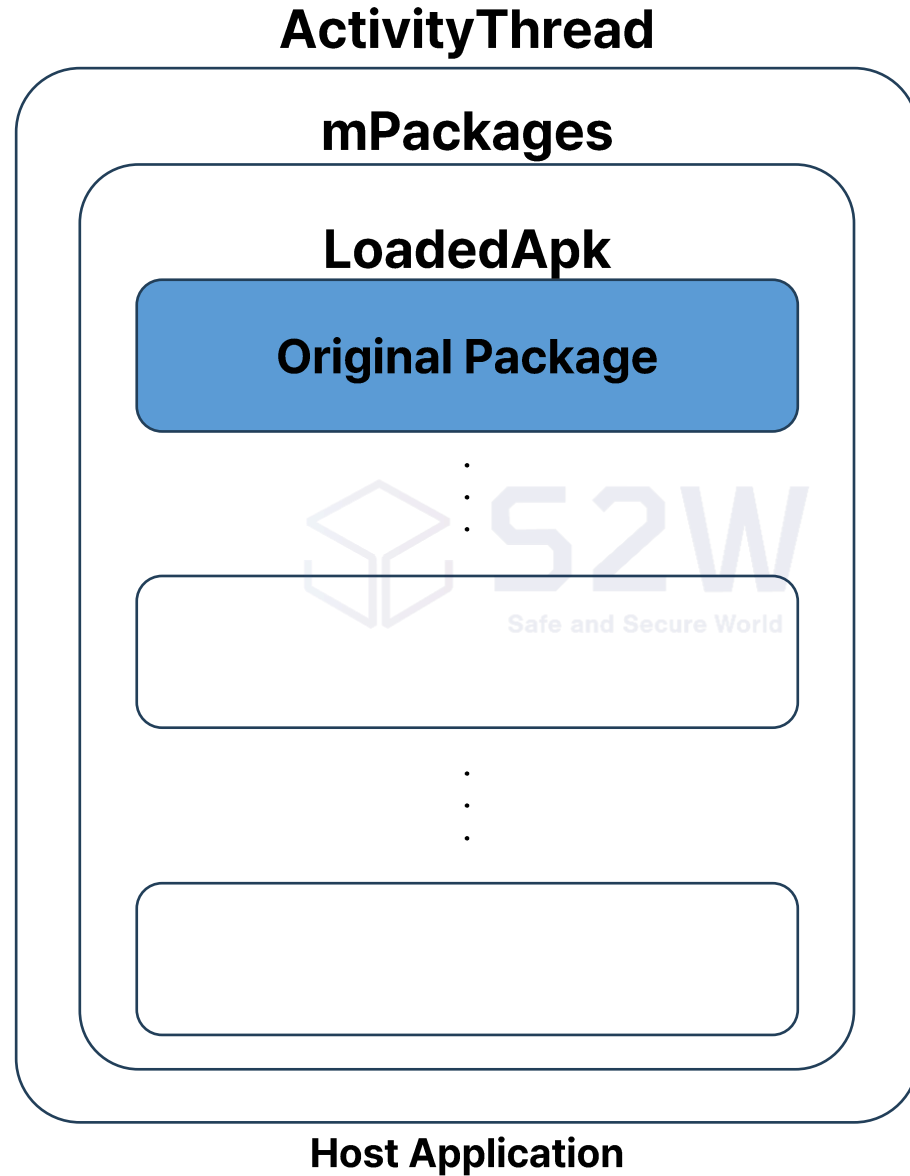 ActivityThread
mPackages
LoadedApk
Original Package
.
.
.
S2W
Safe and Secure World
.
.
.
Host Application